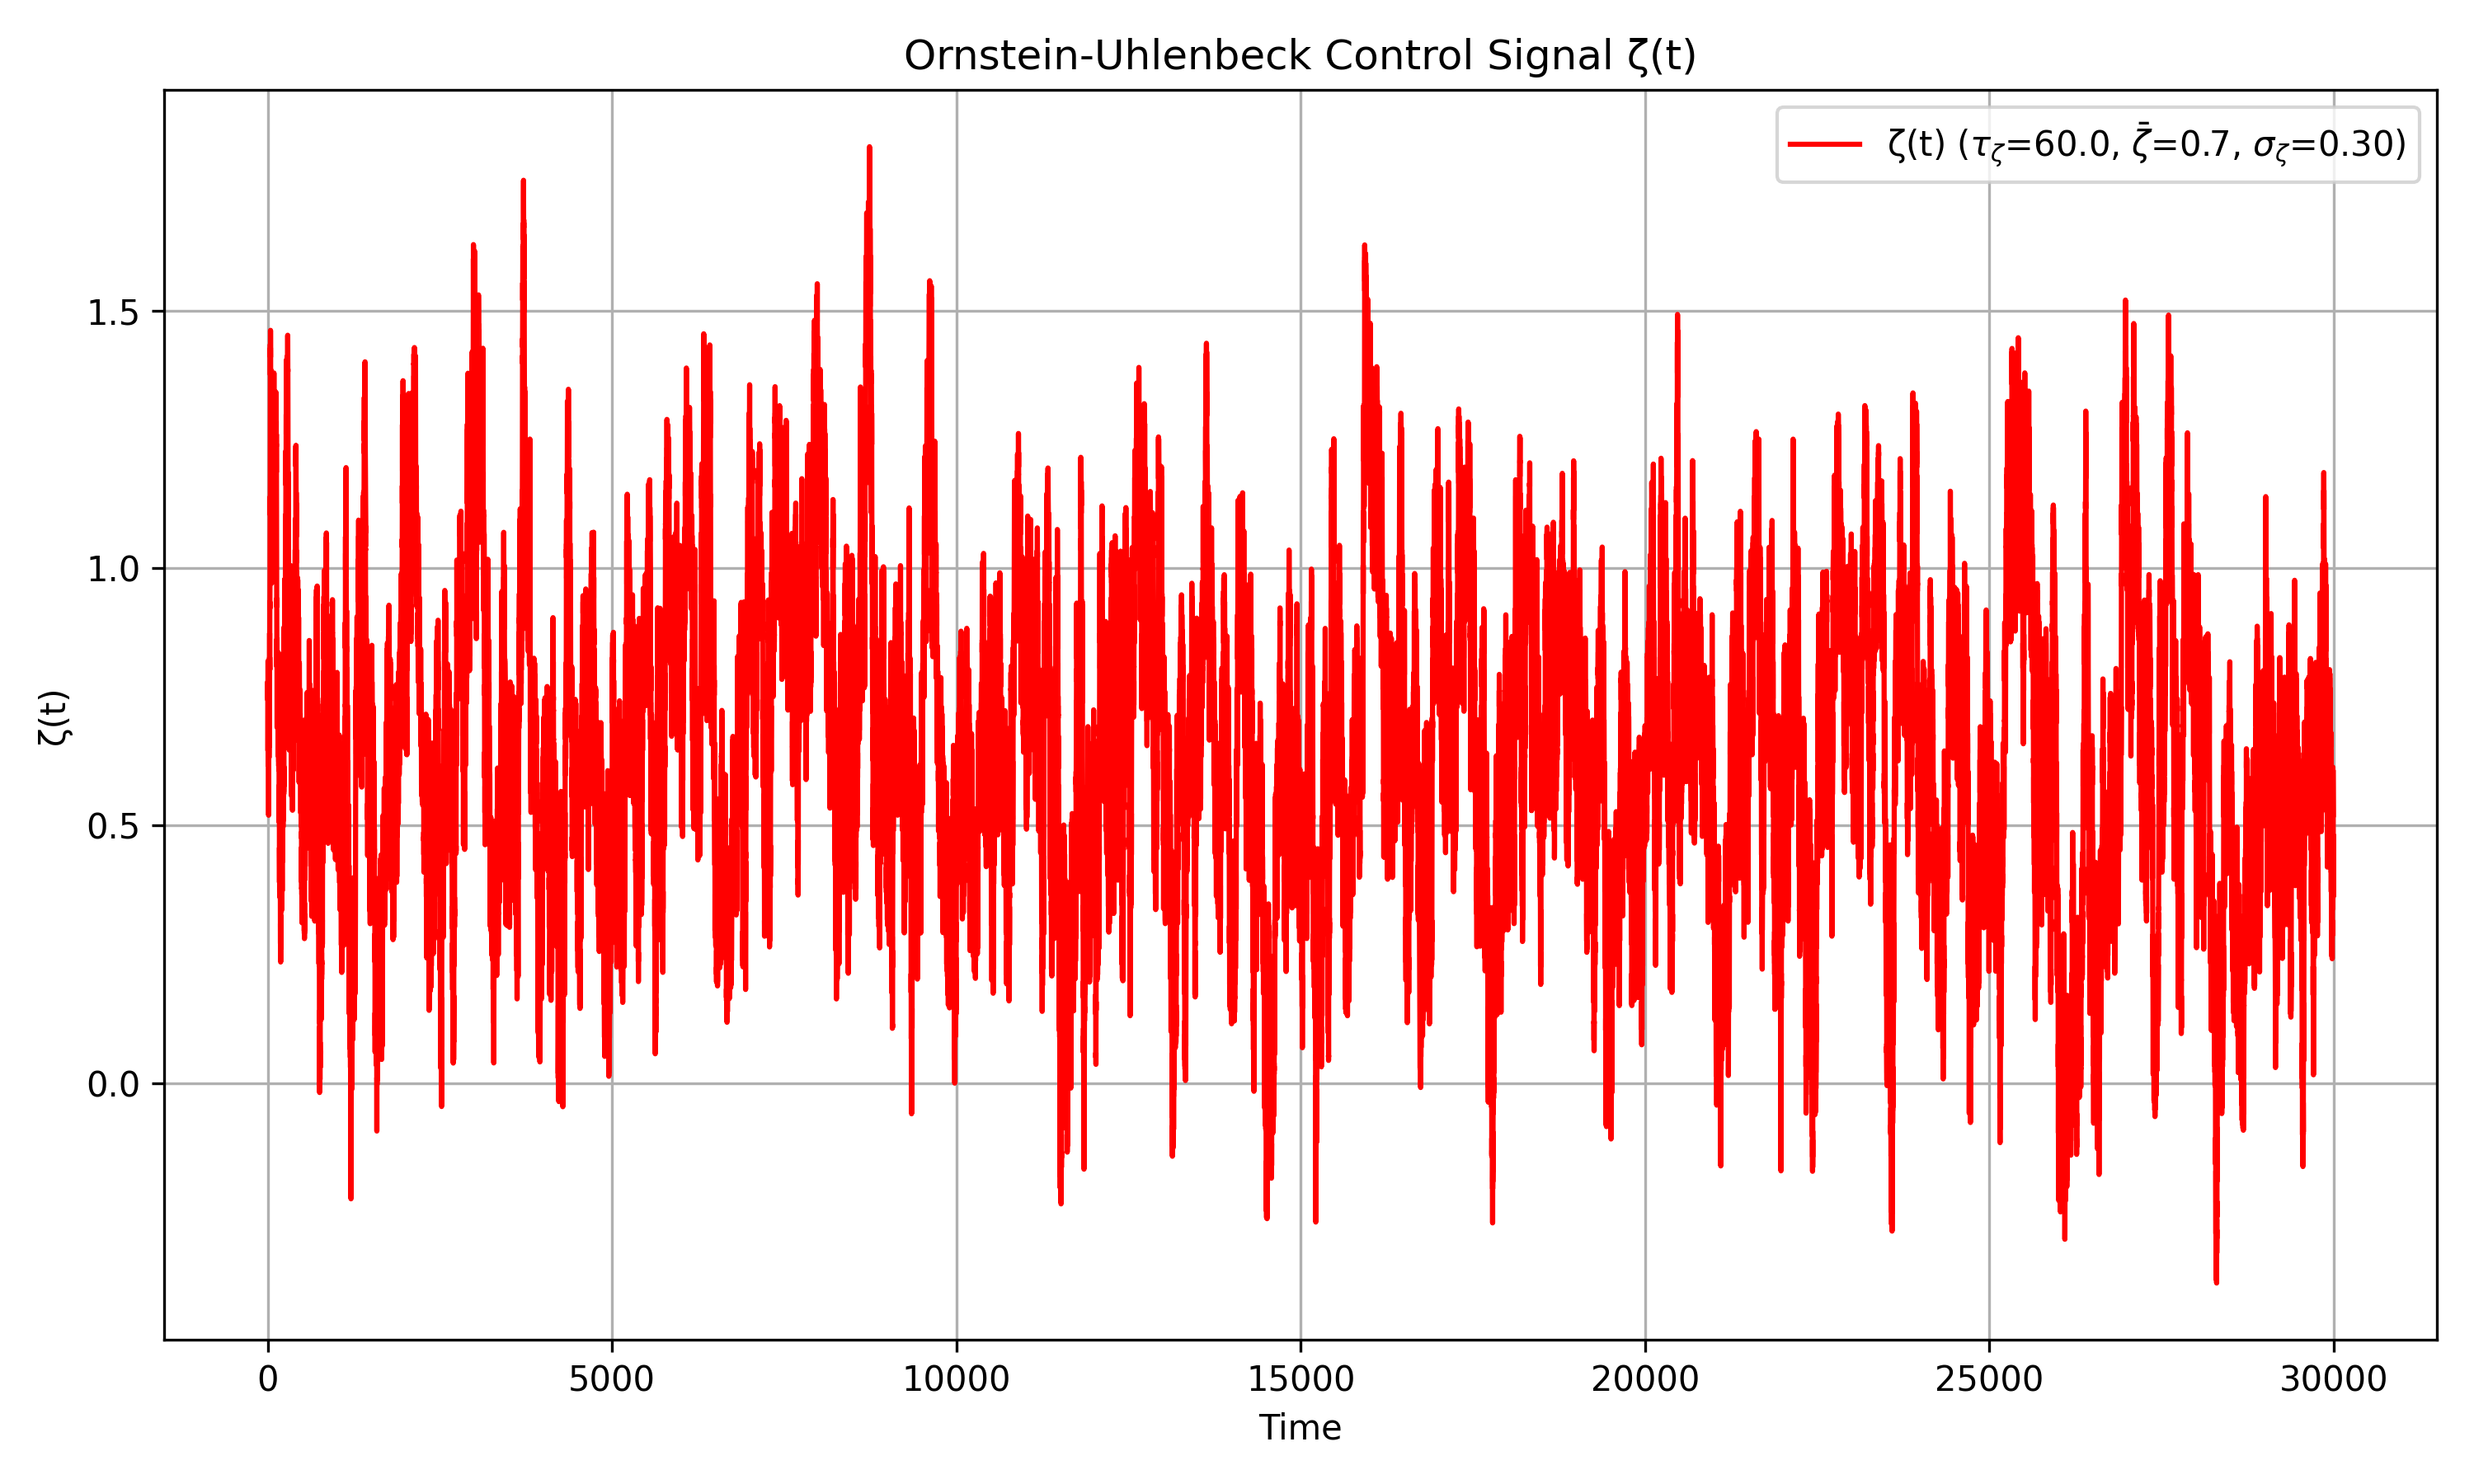 Ornstein-Uhlenbeck Control Signal ζ(t)
ζ(t) (τ_ζ=60.0, ζ̄=0.7, σ_ζ=0.30)
ζ(t)
1.5
1.0
0.5
0.0
0 5000 10000 15000 20000 25000 30000
Time